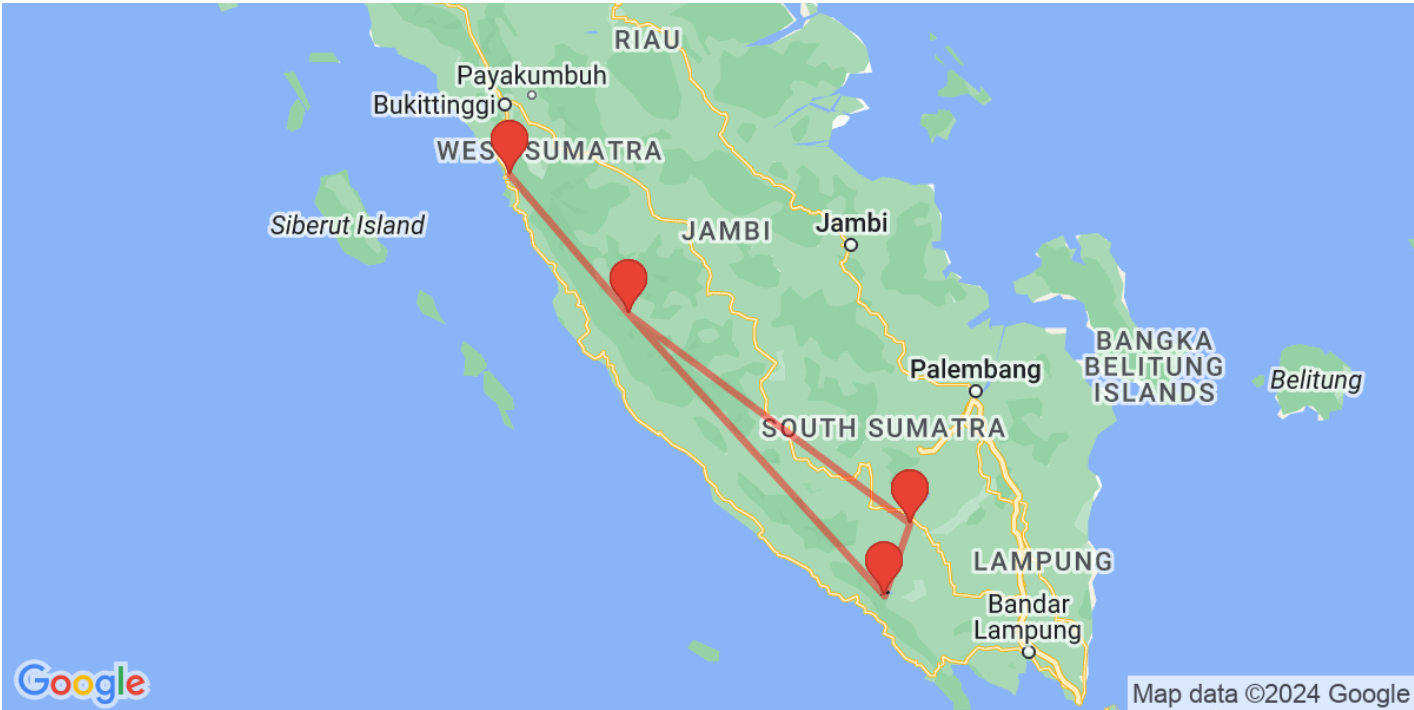 RIAU
Payakumbuh
Bukittinggi
WES SUMATRA
Siberut Island
JAMBI
Jambi
BANGKA
BELITUNG
ISLANDS
Palembang
Belitung
SOUTH SUMATRA
LAMPUNG
Bandar
Lampung
Google
Map data ©2024 Google